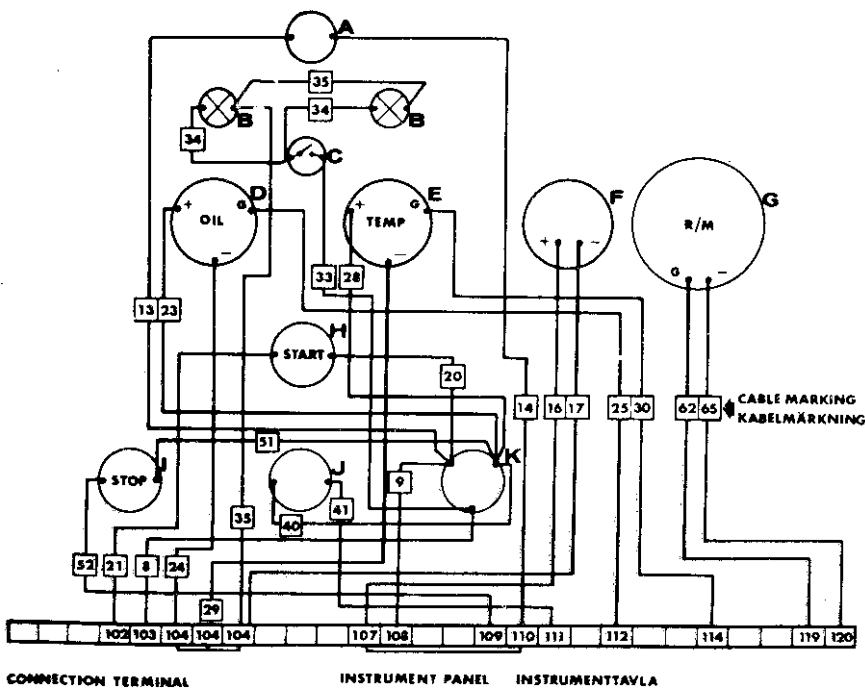 A
35
34
B
B
34
C
D
E
F
G
+ G
OIL
−
+ G
TEMP
−
+ −
R/M
G −
33
28
13
23
H
START
20
14
16
17
25
30
62
65
CABLE MARKING
KABELMÄRKNING
51
I
STOP
J
K
9
41
40
35
52
21
8
24
29
102 103 104 104 104 107 108 109 110 111 112 114 119 120
CONNECTION TERMINAL INSTRUMENT PANEL INSTRUMENTTAVLA